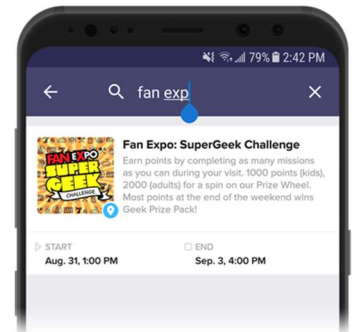 79% 2:42 PM
fan exp
FAN EXPO
SUPER
GEEK
CHALLENGE
Fan Expo: SuperGeek Challenge
Earn points by completing as many missions
as you can during your visit. 1000 points (kids),
2000 (adults) for a spin on our Prize Wheel.
Most points at the end of the weekend wins
Geek Prize Pack!
START
END
Aug. 31, 1:00 PM
Sep. 3, 4:00 PM